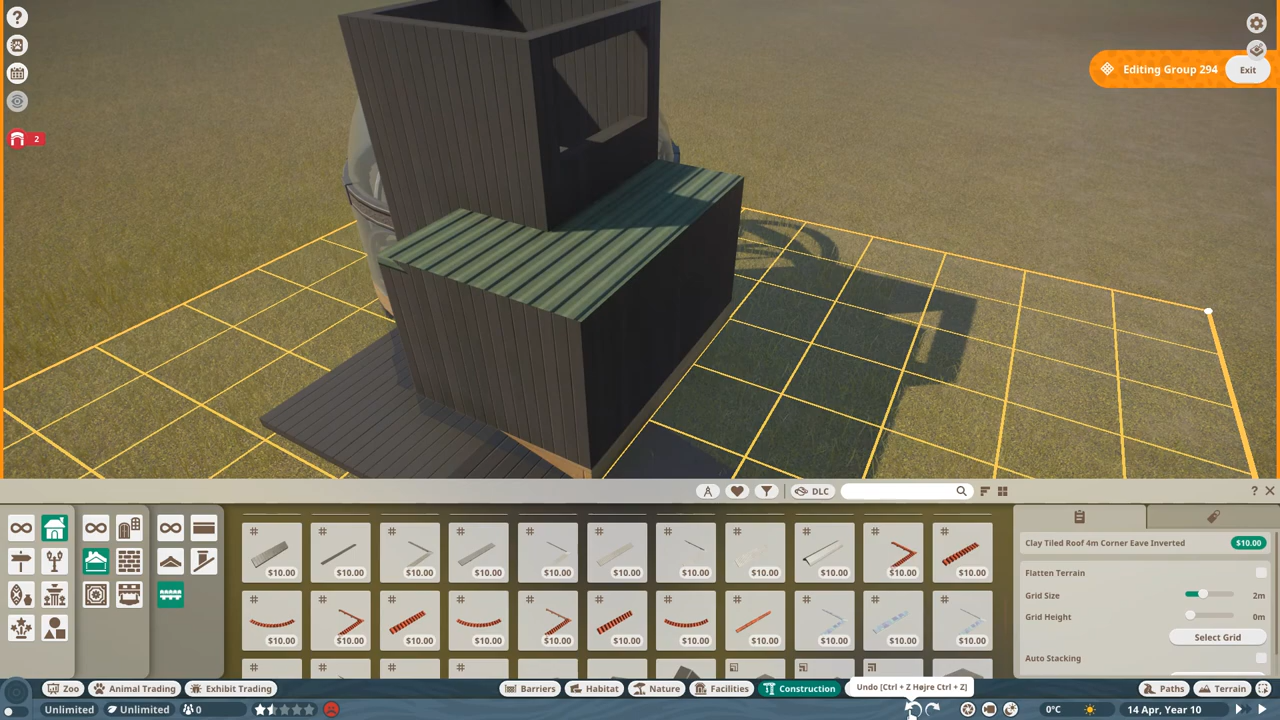 Editing Group 294
Exit
2
DLC
$10.00 $10.00 $10.00 $10.00 $10.00 $10.00 $10.00 $10.00 $10.00 $10.00 $10.00
$10.00 $10.00 $10.00 $10.00 $10.00 $10.00 $10.00 $10.00 $10.00 $10.00 $10.00
Clay Tiled Roof 4m Corner Eave Inverted $10.00
Flatten Terrain
Grid Size 2m
Grid Height 0m
Select Grid
Auto Stacking
Undo [Ctrl + Z Højre Ctrl + Z]
Zoo Animal Trading Exhibit Trading Barriers Habitat Nature Facilities Construction Paths Terrain
Unlimited Unlimited 0 0°C 14 Apr, Year 10